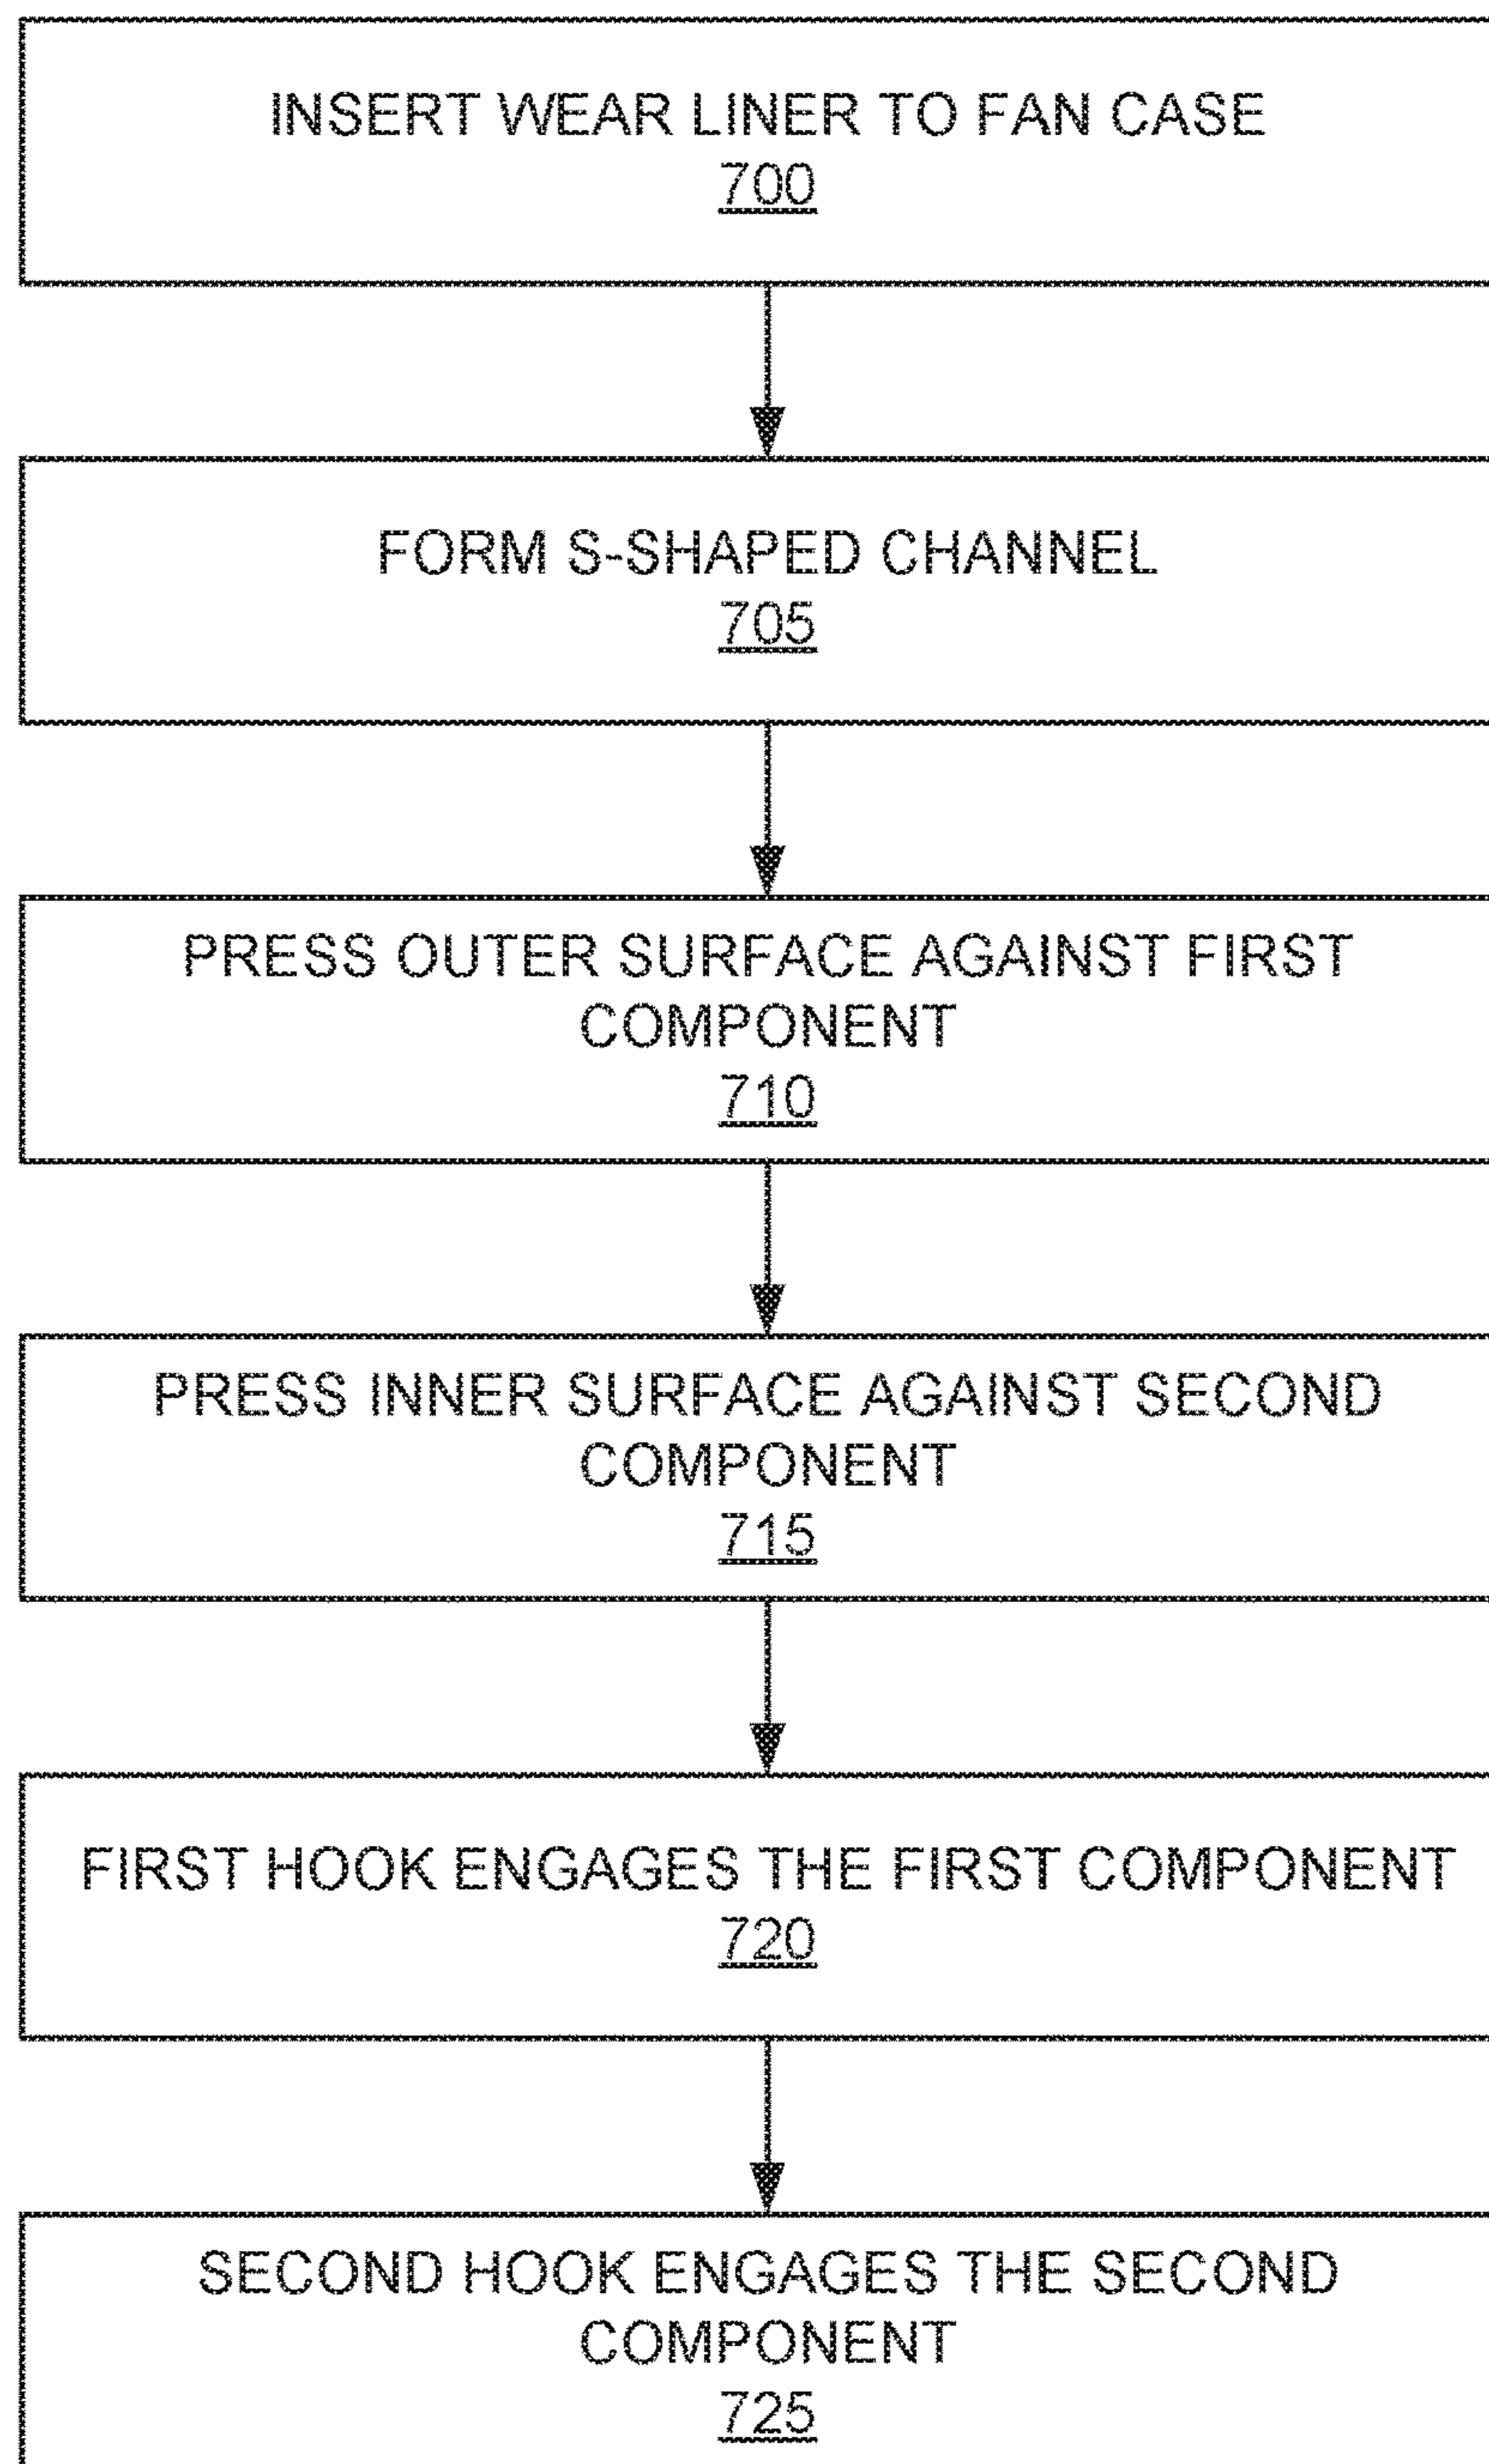 INSERT WEAR LINER TO FAN CASE
700
FORM S-SHAPED CHANNEL
705
PRESS OUTER SURFACE AGAINST FIRST
COMPONENT
710
PRESS INNER SURFACE AGAINST SECOND
COMPONENT
715
FIRST HOOK ENGAGES THE FIRST COMPONENT
720
SECOND HOOK ENGAGES THE SECOND
COMPONENT
725